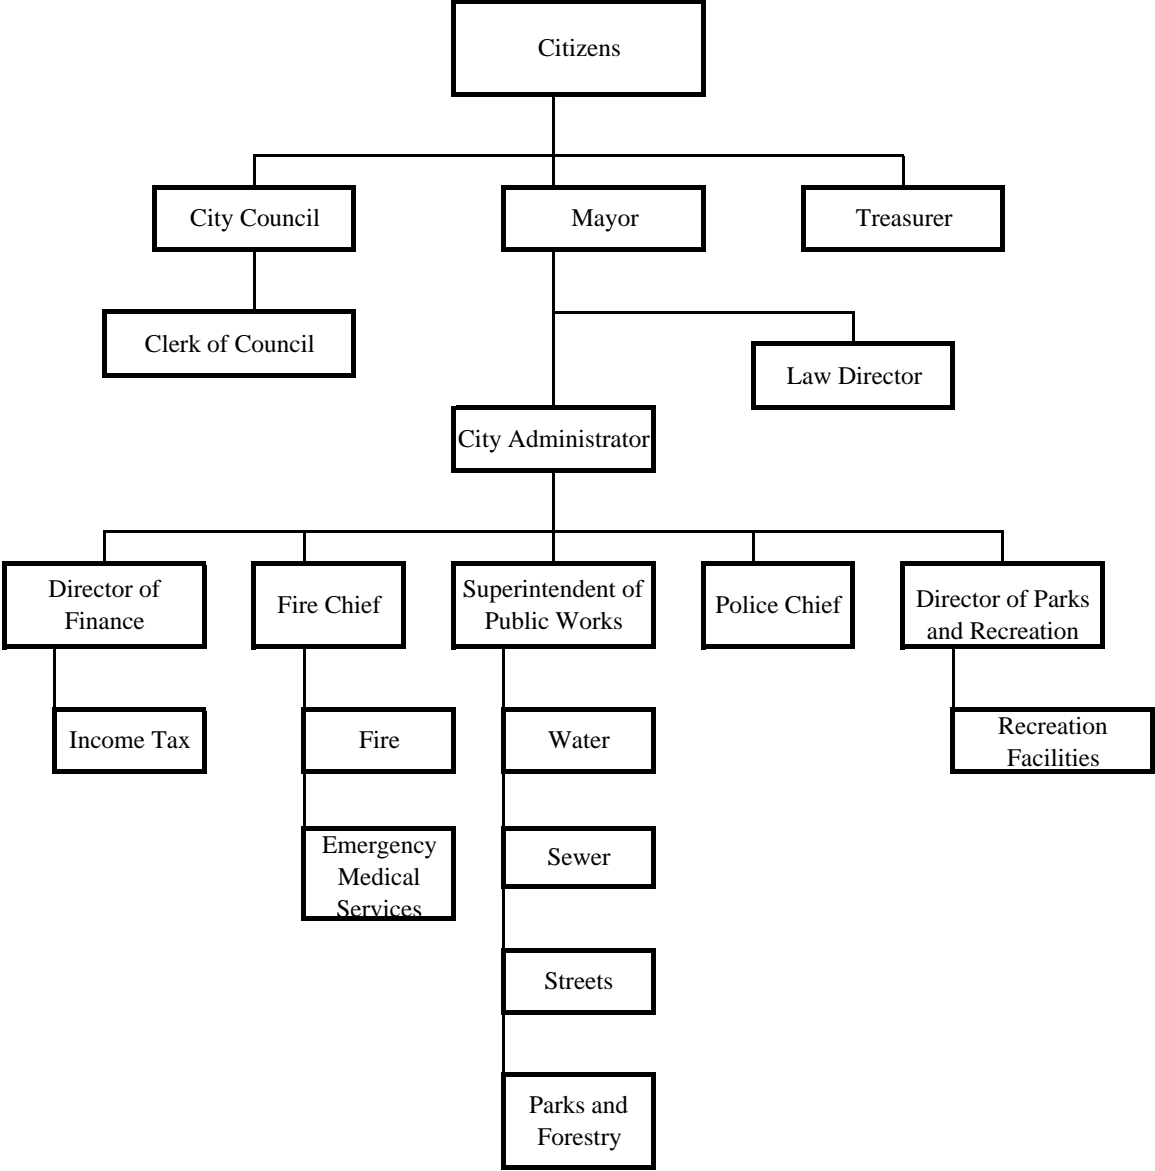 Citizens
City Council
Mayor
Treasurer
Clerk of Council
Law Director
City Administrator
Director of
Finance
Fire Chief
Superintendent of
Public Works
Police Chief
Director of Parks
and Recreation
Income Tax
Fire
Water
Recreation
Facilities
Emergency
Medical
Services
Sewer
Streets
Parks and
Forestry